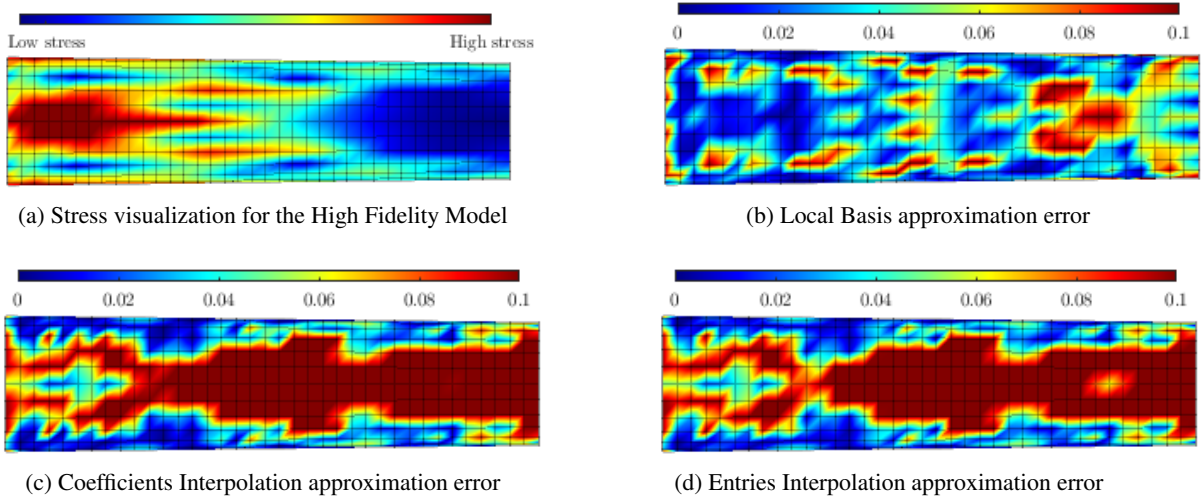 Low stress High stress
0 0.02 0.04 0.06 0.08 0.1
(a) Stress visualization for the High Fidelity Model
(b) Local Basis approximation error
0 0.02 0.04 0.06 0.08 0.1
0 0.02 0.04 0.06 0.08 0.1
(c) Coefficients Interpolation approximation error
(d) Entries Interpolation approximation error